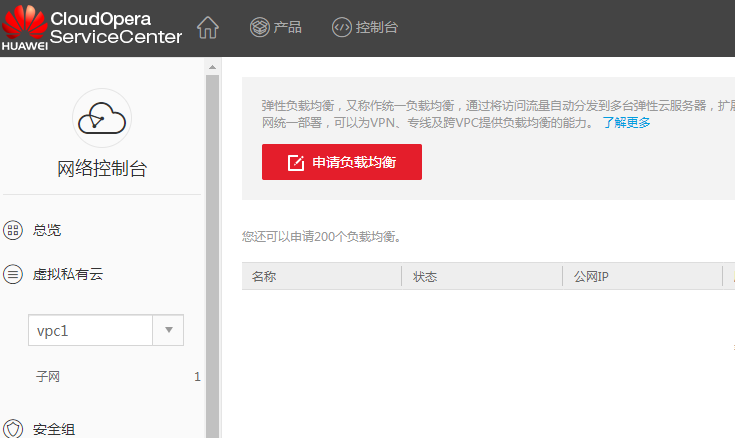 CloudOpera
ServiceCenter
HUAWEI
产品
控制台
网络控制台
总览
虚拟私有云
vpc1
子网 1
安全组
弹性负载均衡，又称作统一负载均衡，通过将访问流量自动分发到多台弹性云服务器，扩展
网统一部署，可以为VPN、专线及跨VPC提供负载均衡的能力。 了解更多
申请负载均衡
您还可以申请200个负载均衡。
名称 状态 公网IP